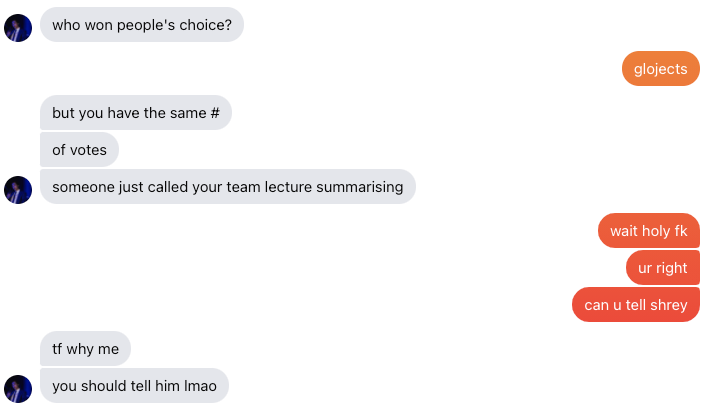 who won people's choice?
glojects
but you have the same #
of votes
someone just called your team lecture summarising
wait holy fk
ur right
can u tell shrey
tf why me
you should tell him lmao